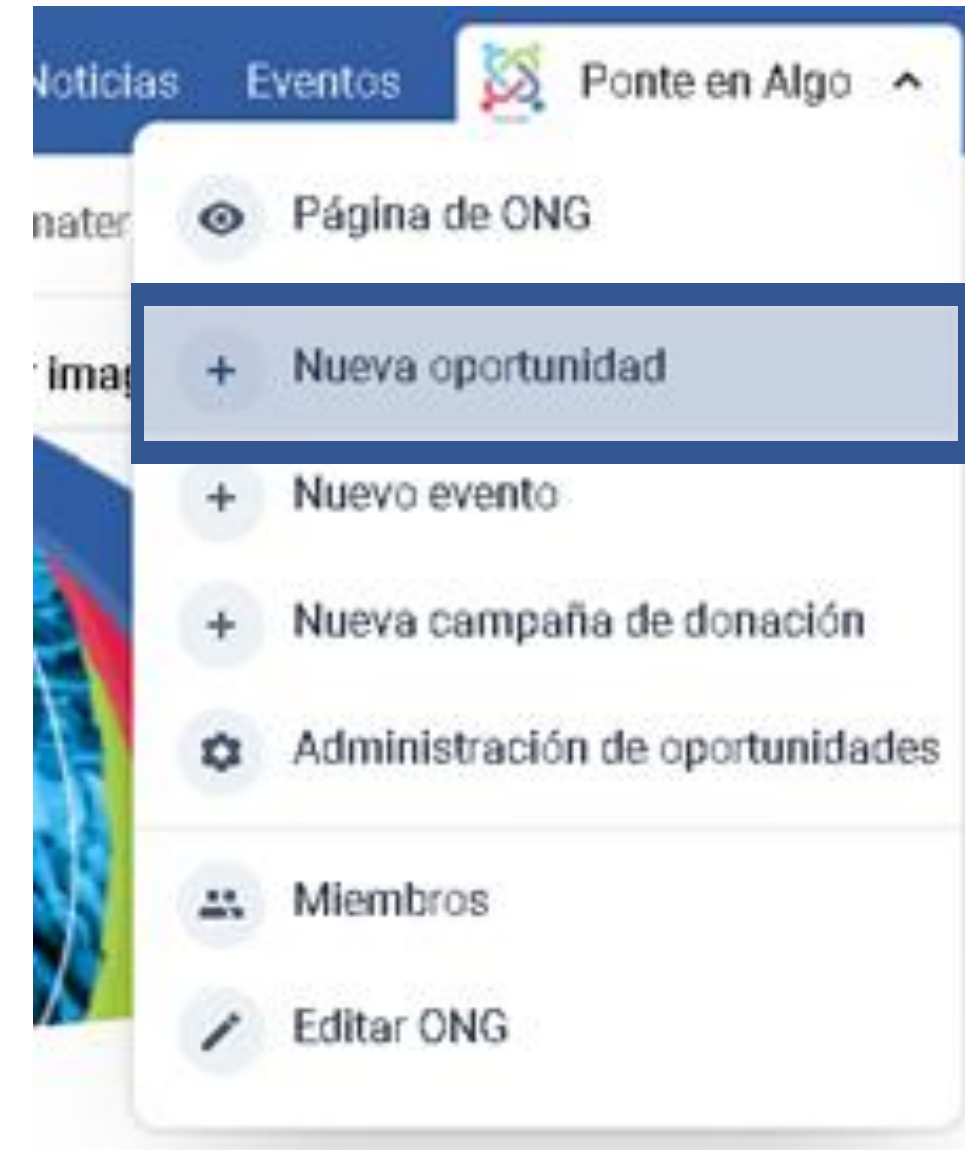 Noticias Eventos Ponte en Algo
Página de ONG
Nueva oportunidad
Nuevo evento
Nueva campaña de donación
Administración de oportunidades
Miembros
Editar ONG